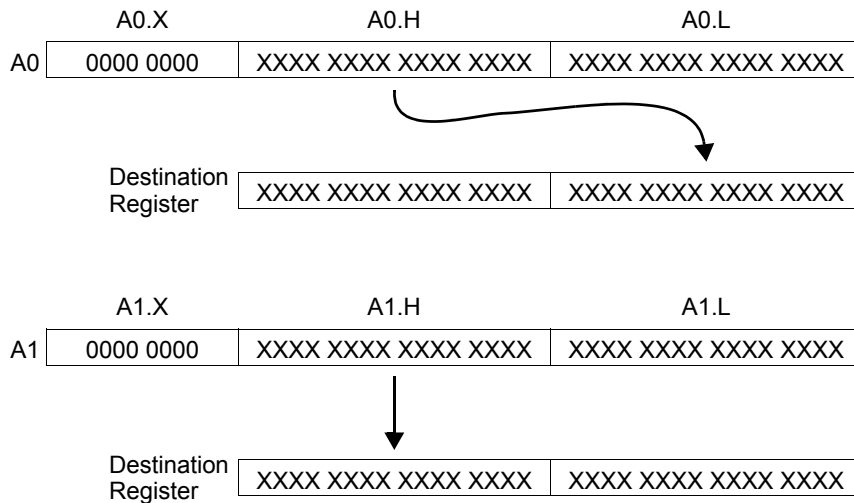 A0.X A0.H A0.L
A0 0000 0000 XXXX XXXX XXXX XXXX XXXX XXXX XXXX XXXX
Destination
Register XXXX XXXX XXXX XXXX XXXX XXXX XXXX XXXX
A1.X A1.H A1.L
A1 0000 0000 XXXX XXXX XXXX XXXX XXXX XXXX XXXX XXXX
Destination
Register XXXX XXXX XXXX XXXX XXXX XXXX XXXX XXXX